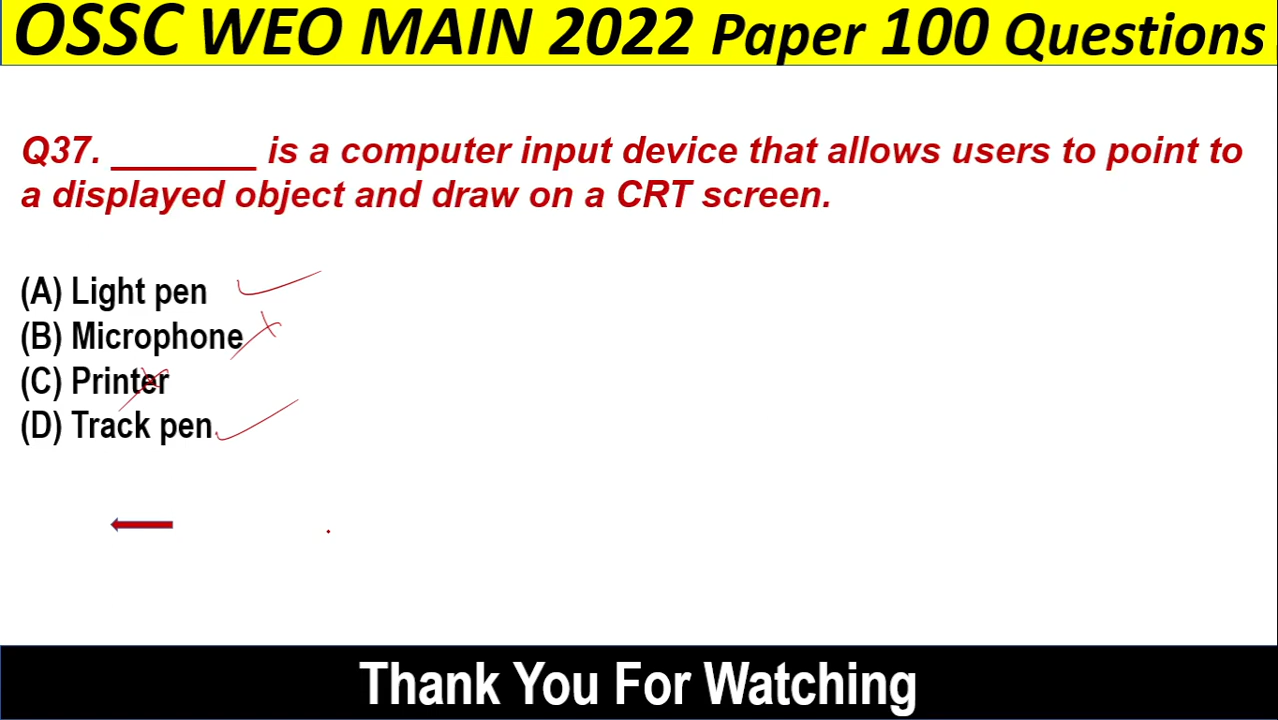 OSSC WEO MAIN 2022 Paper 100 Questions
Q37. _______ is a computer input device that allows users to point to
a displayed object and draw on a CRT screen.
(A) Light pen
(B) Microphone
(C) Printer
(D) Track pen
Thank You For Watching